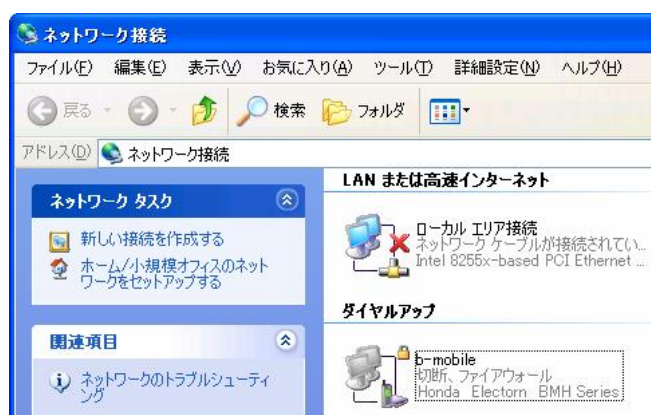 ネットワーク接続
ファイル(F) 編集(E) 表示(V) お気に入り(A) ツール(T) 詳細設定(N) ヘルプ(H)
戻る 検索 フォルダ
アドレス(D) ネットワーク接続
ネットワーク タスク
新しい接続を作成する
ホーム/小規模オフィスのネット
ワークをセットアップする
関連項目
ネットワークのトラブルシューティ
ング
LAN または高速インターネット
ローカル エリア接続
ネットワーク ケーブルが接続されてい...
Intel 8255x-based PCI Ethernet ...
ダイヤルアップ
b-mobile
切断、ファイアウォール
Honda Electorn BMH Series